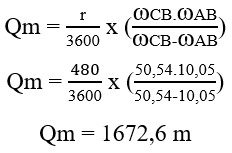 Qm = r/3600 x (ωCB.ωAB/ωCB-ωAB)
Qm = 480/3600 x (50,54.10,05/50,54-10,05)
Qm = 1672,6 m